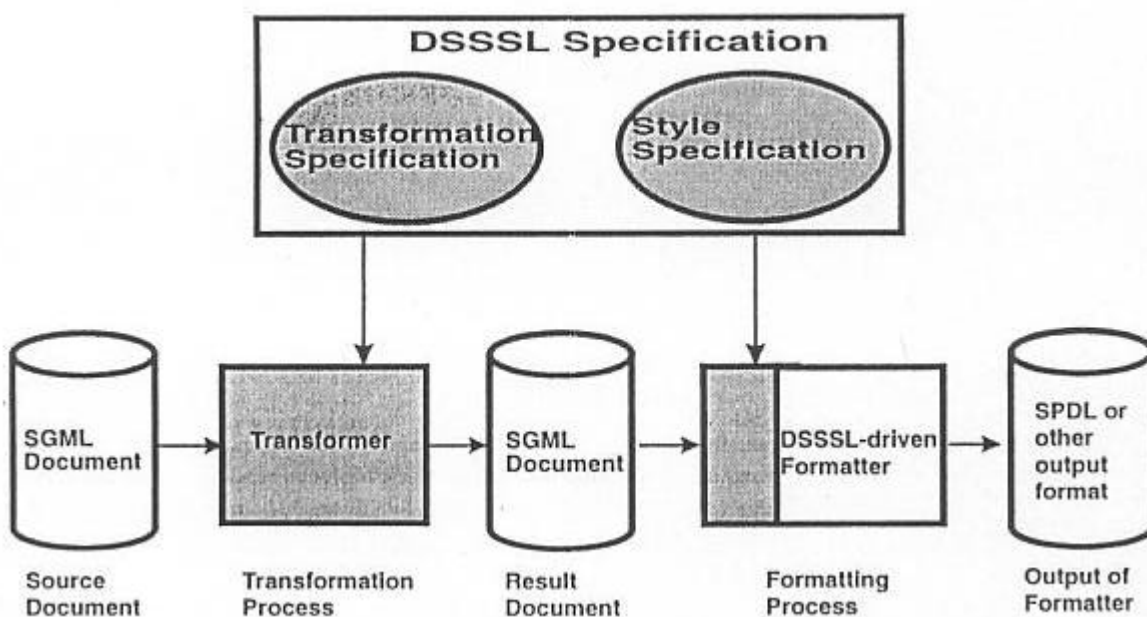 DSSSL Specification
Transformation
Specification
Style
Specification
SGML
Document
Transformer
SGML
Document
DSSSL-driven
Formatter
SPDL or
other
output
format
Source
Document
Transformation
Process
Result
Document
Formatting
Process
Output of
Formatter